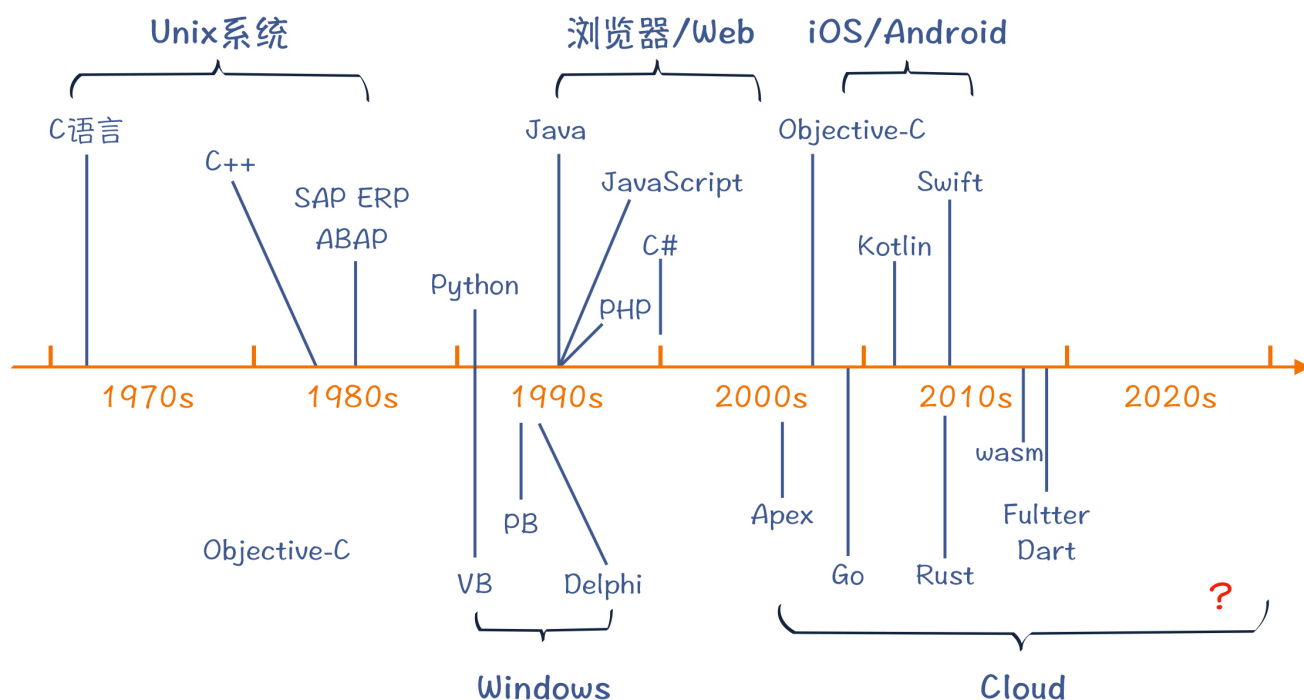 Unix系统
浏览器/Web
iOS/Android
C语言
Java
Objective-C
C++
JavaScript
Swift
SAP ERP
ABAP
C#
Kotlin
Python
PHP
1970s
1980s
1990s
2000s
2010s
2020s
wasm
PB
Apex
Fultter
Dart
Objective-C
VB
Delphi
Go
Rust
?
Windows
Cloud